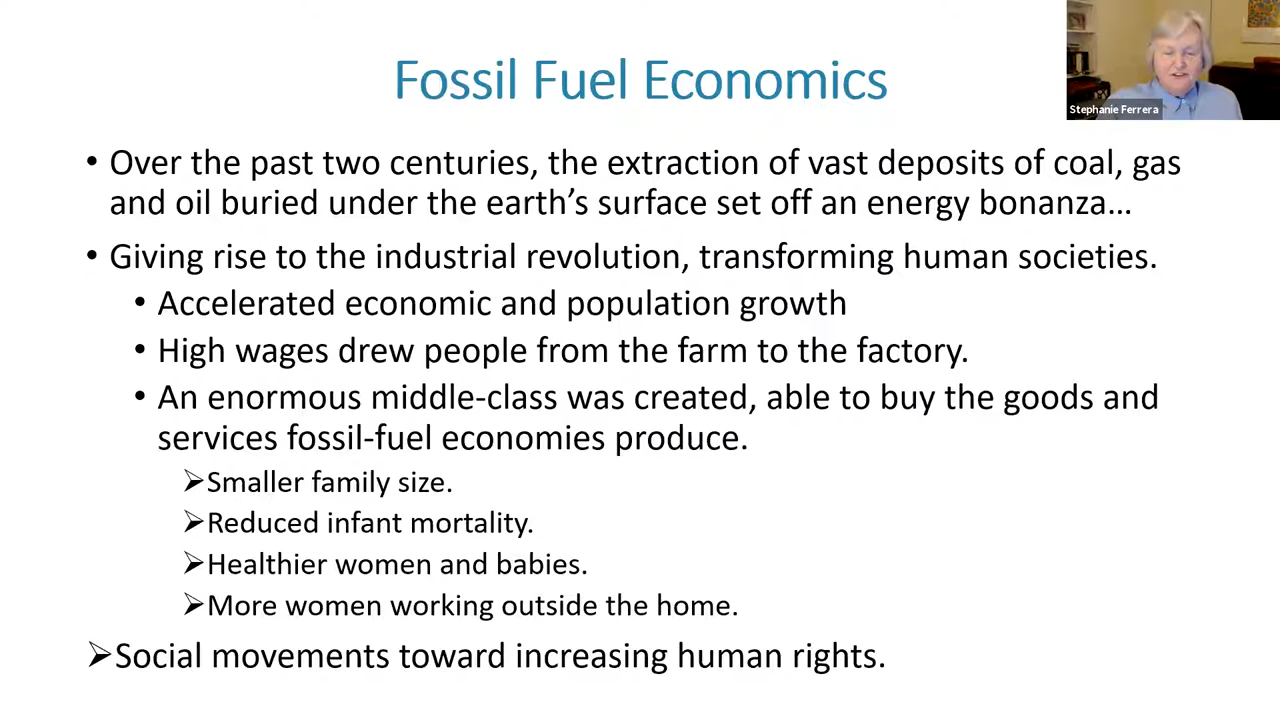 Fossil Fuel Economics
Stephanie Ferrera
• Over the past two centuries, the extraction of vast deposits of coal, gas
and oil buried under the earth’s surface set off an energy bonanza…
• Giving rise to the industrial revolution, transforming human societies.
• Accelerated economic and population growth
• High wages drew people from the farm to the factory.
• An enormous middle-class was created, able to buy the goods and
services fossil-fuel economies produce.
➢Smaller family size.
➢Reduced infant mortality.
➢Healthier women and babies.
➢More women working outside the home.
➢Social movements toward increasing human rights.